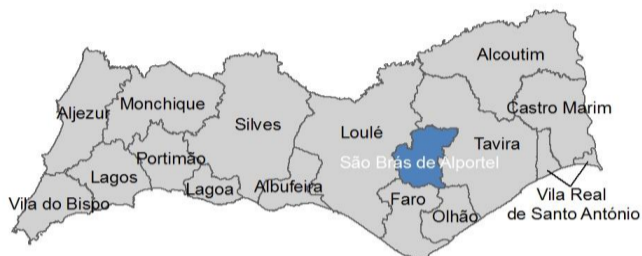 Alcoutim
Aljezur
Monchique
Castro Marim
Silves
Loulé
Tavira
Portimão
São Brás de Alportel
Lagos
Lagoa
Albufeira
Vila do Bispo
Faro
Olhão
Vila Real
de Santo António